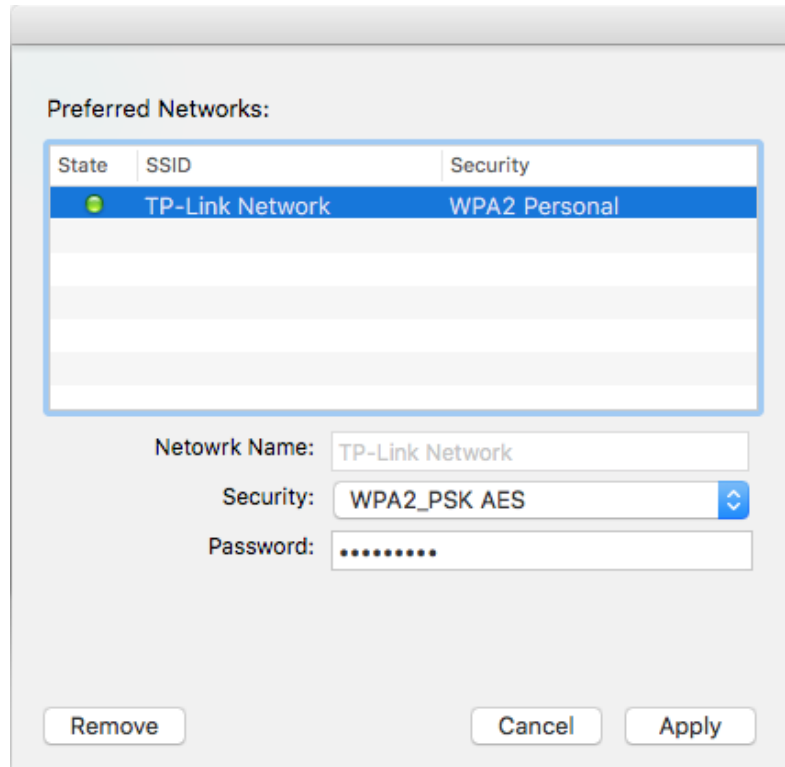 Preferred Networks:
State SSID Security
TP-Link Network WPA2 Personal
Netowrk Name: TP-Link Network
Security: WPA2_PSK AES
Password: •••••••••
Remove Cancel Apply